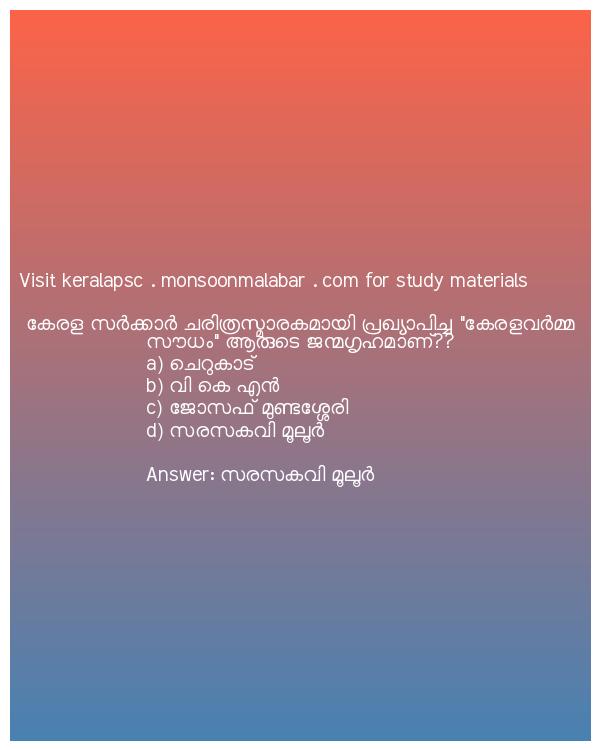 Visit keralapsc . monsoonmalabar . com for study materials
കേരള സർക്കാർ ചരിത്രസ്മാരകമായി പ്രഖ്യാപിച്ച "കേരളവർമ്മ
സൗധം" ആരുടെ ജന്മഗൃഹമാണ്??
a) ചെറുകാട്
b) വി കെ എൻ
c) ജോസഫ് മുണ്ടശ്ശേരി
d) സരസകവി മൂലൂർ
Answer: സരസകവി മൂലൂർ